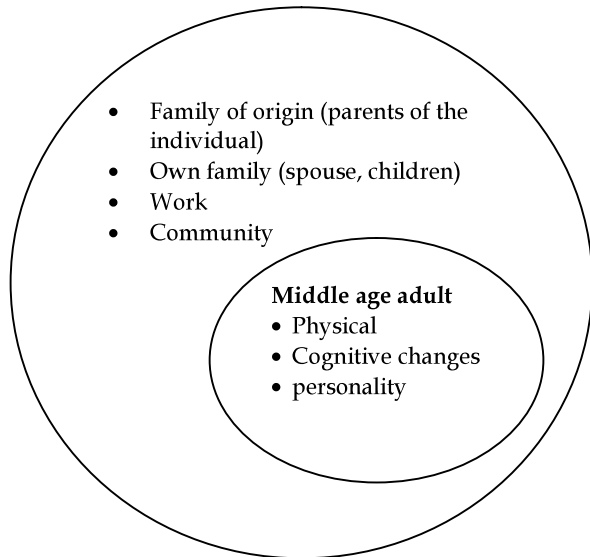 • Family of origin (parents of the
individual)
• Own family (spouse, children)
• Work
• Community
Middle age adult
• Physical
• Cognitive changes
• personality